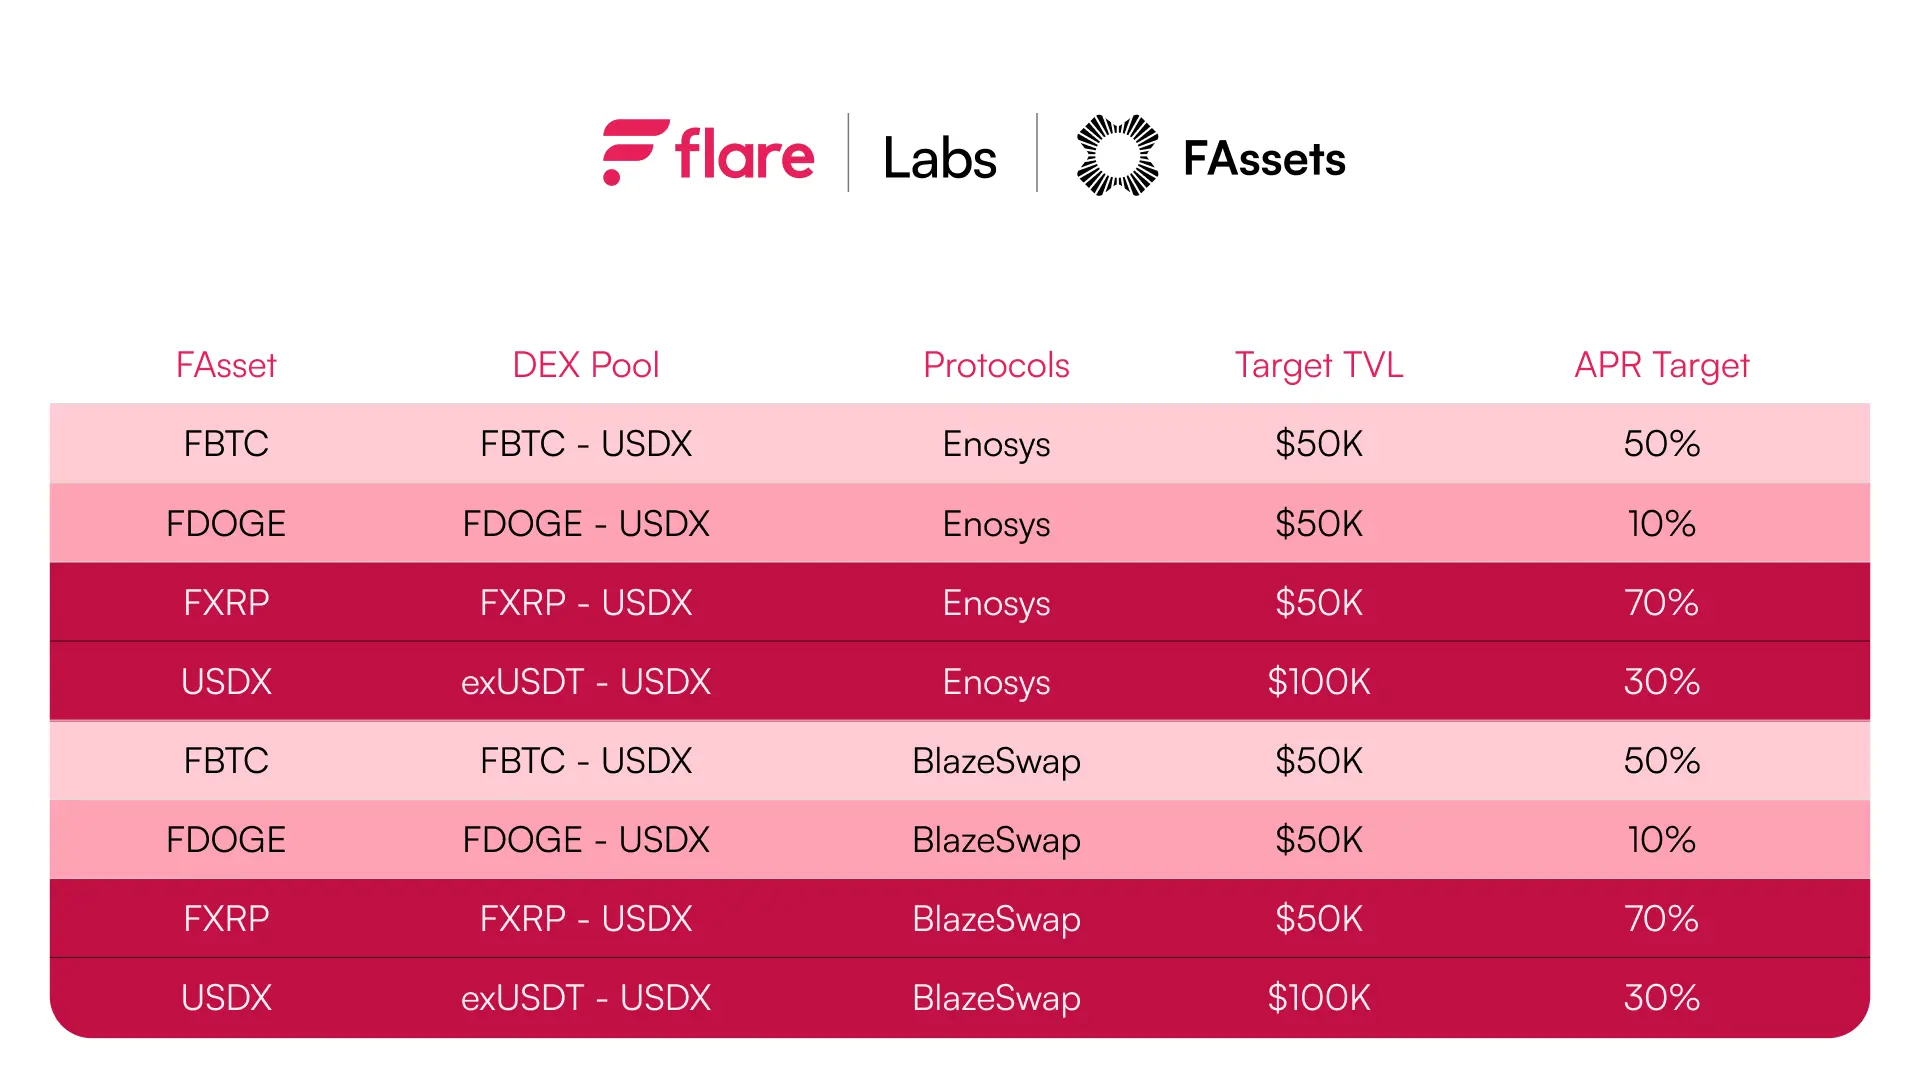 flare Labs FAssets
FAsset DEX Pool Protocols Target TVL APR Target
FBTC FBTC - USDX Enosys $50K 50%
FDOGE FDOGE - USDX Enosys $50K 10%
FXRP FXRP - USDX Enosys $50K 70%
USDX exUSDT - USDX Enosys $100K 30%
FBTC FBTC - USDX BlazeSwap $50K 50%
FDOGE FDOGE - USDX BlazeSwap $50K 10%
FXRP FXRP - USDX BlazeSwap $50K 70%
USDX exUSDT - USDX BlazeSwap $100K 30%